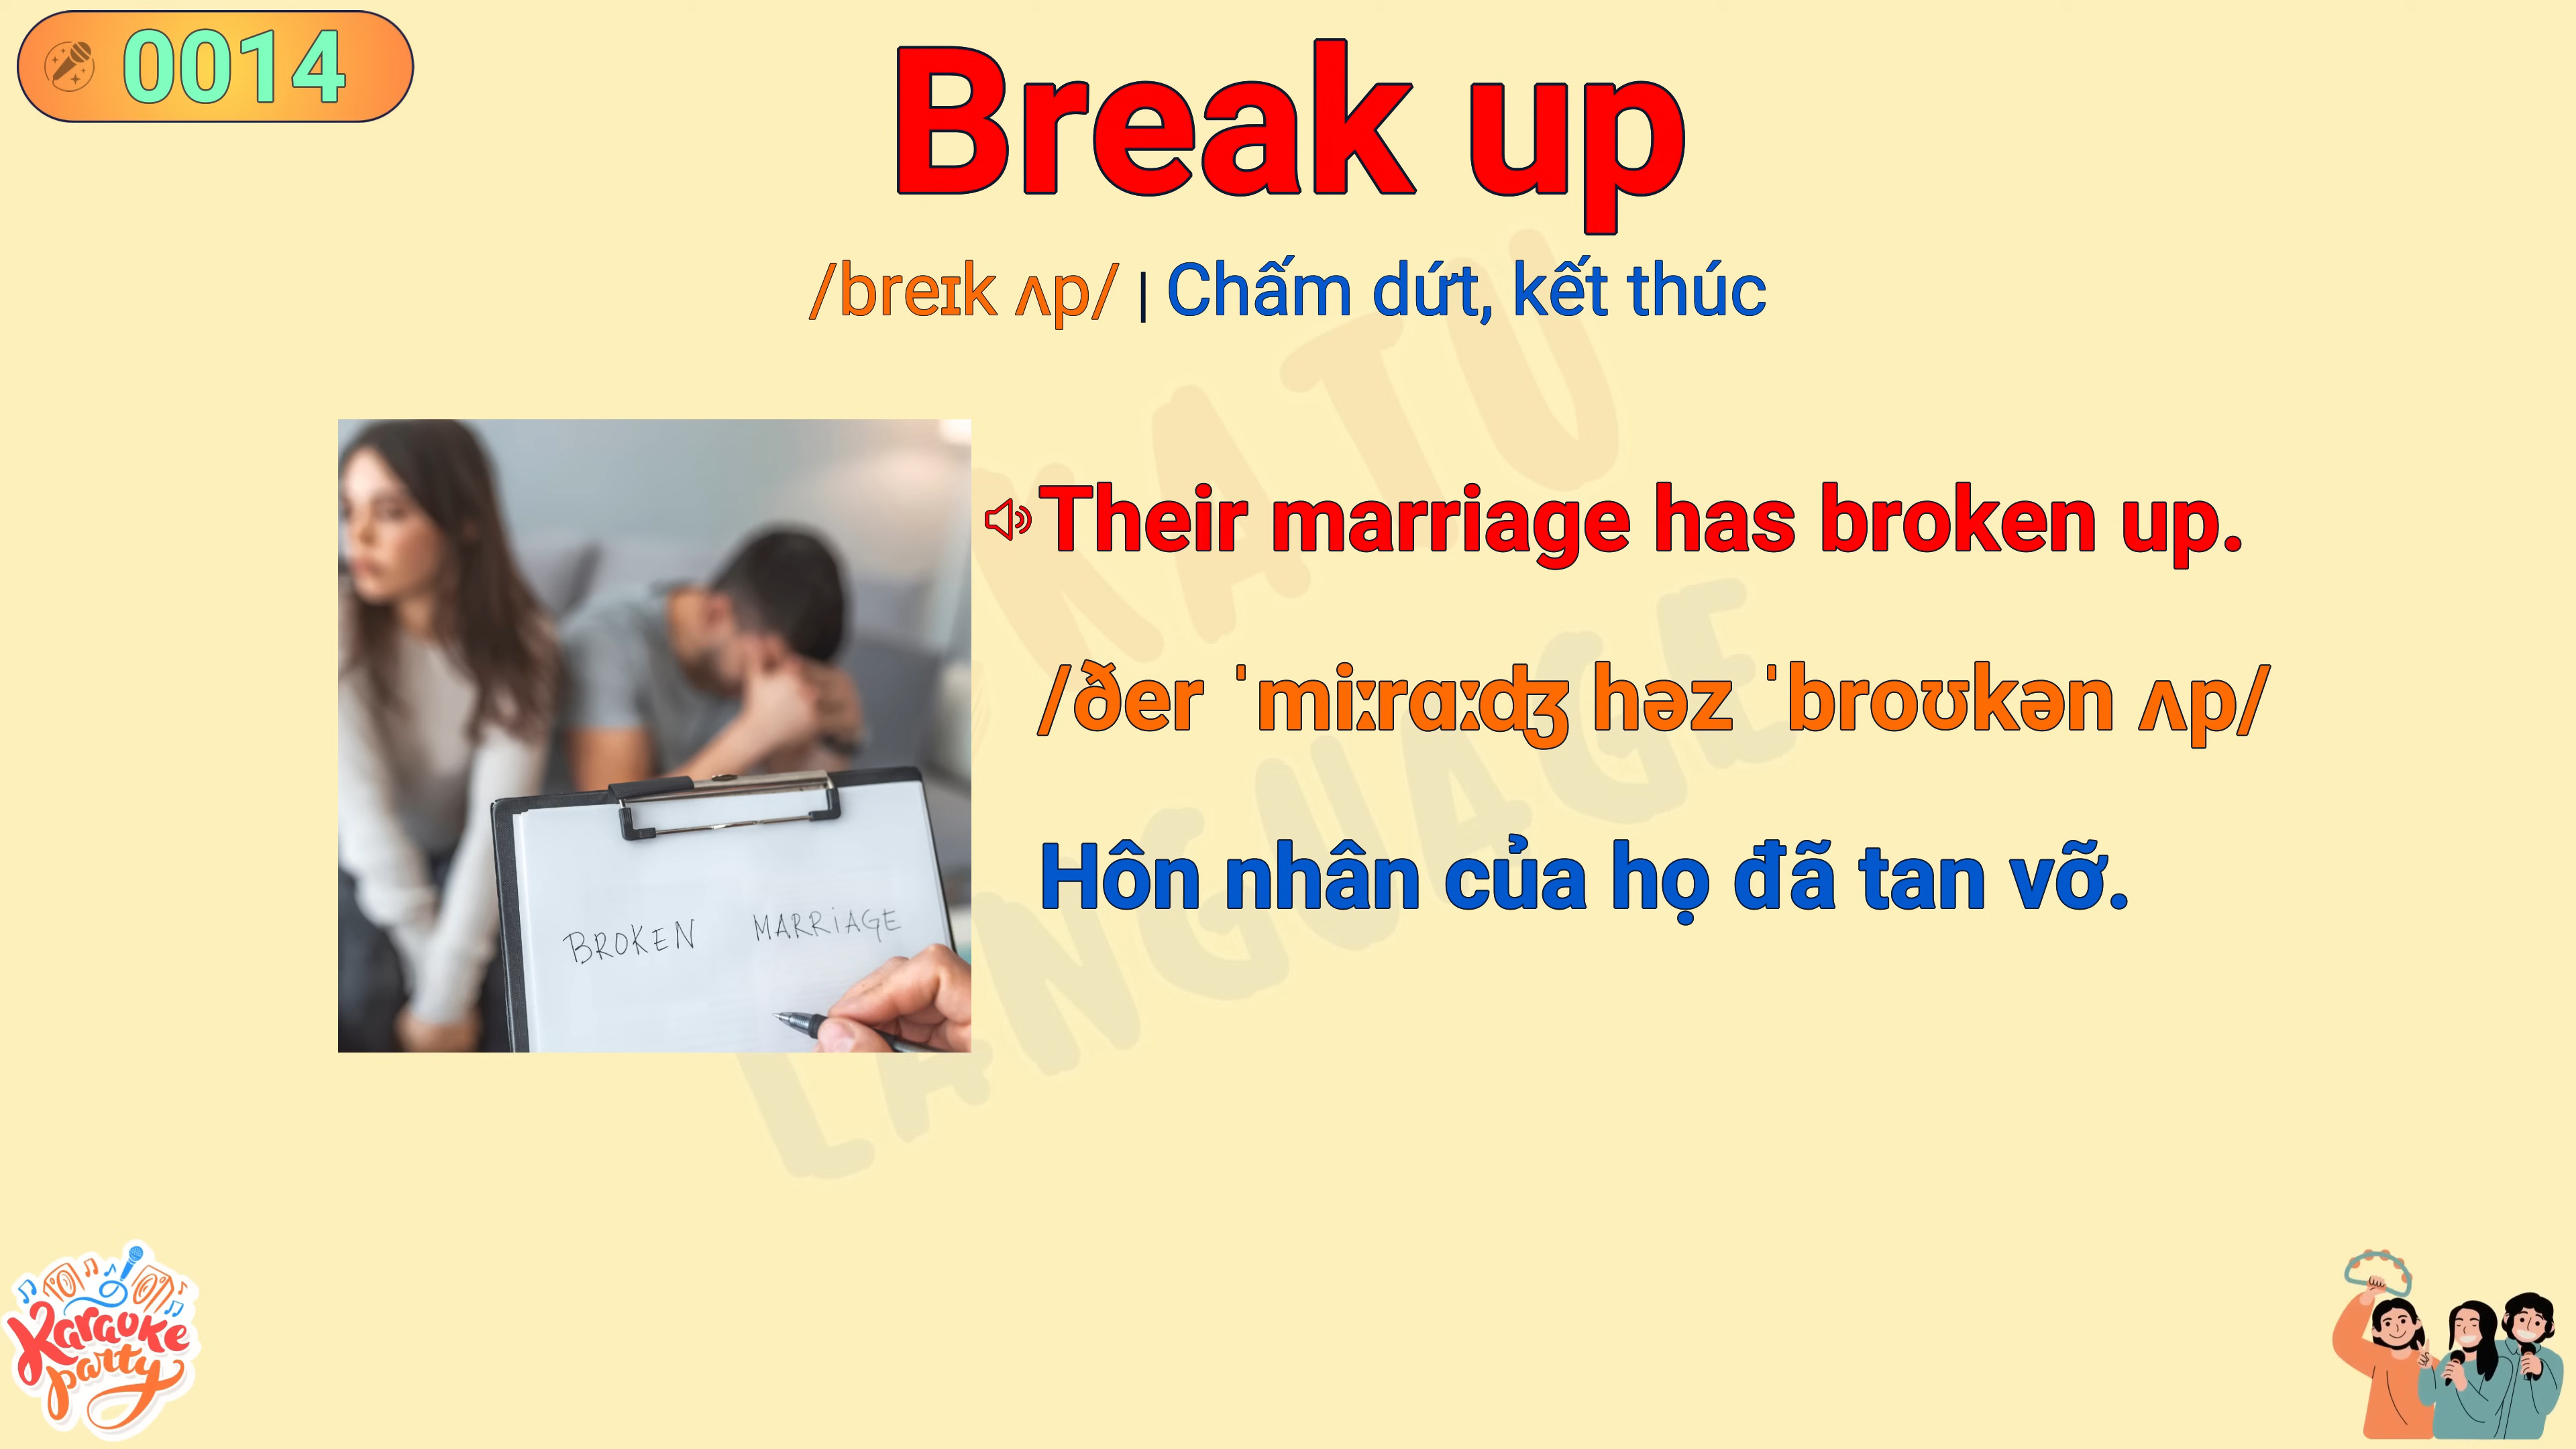 0014
Break up
/breɪk ʌp/ | Chấm dứt, kết thúc
Their marriage has broken up.
/ðer ˈmiːrɑːʤ həz ˈbroʊkən ʌp/
Hôn nhân của họ đã tan vỡ.
BROKEN MARRiAGE
KATU
LANGUAGE
Karaoke
party